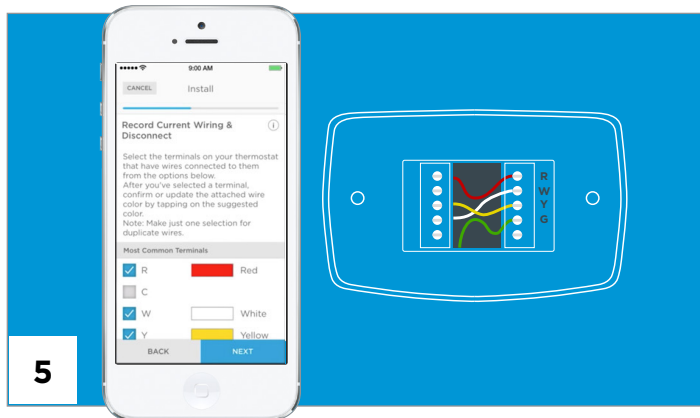 9:00 AM
CANCEL Install
Record Current Wiring & i
Disconnect
Select the terminals on your thermostat
that have wires connected to them
from the options below.
After you've selected a terminal,
confirm or update the attached wire
color by tapping on the suggested
color.
Note: Make just one selection for
duplicate wires.
Most Common Terminals
R Red
C
W White
Y Yellow
BACK NEXT
R
W
Y
G
5